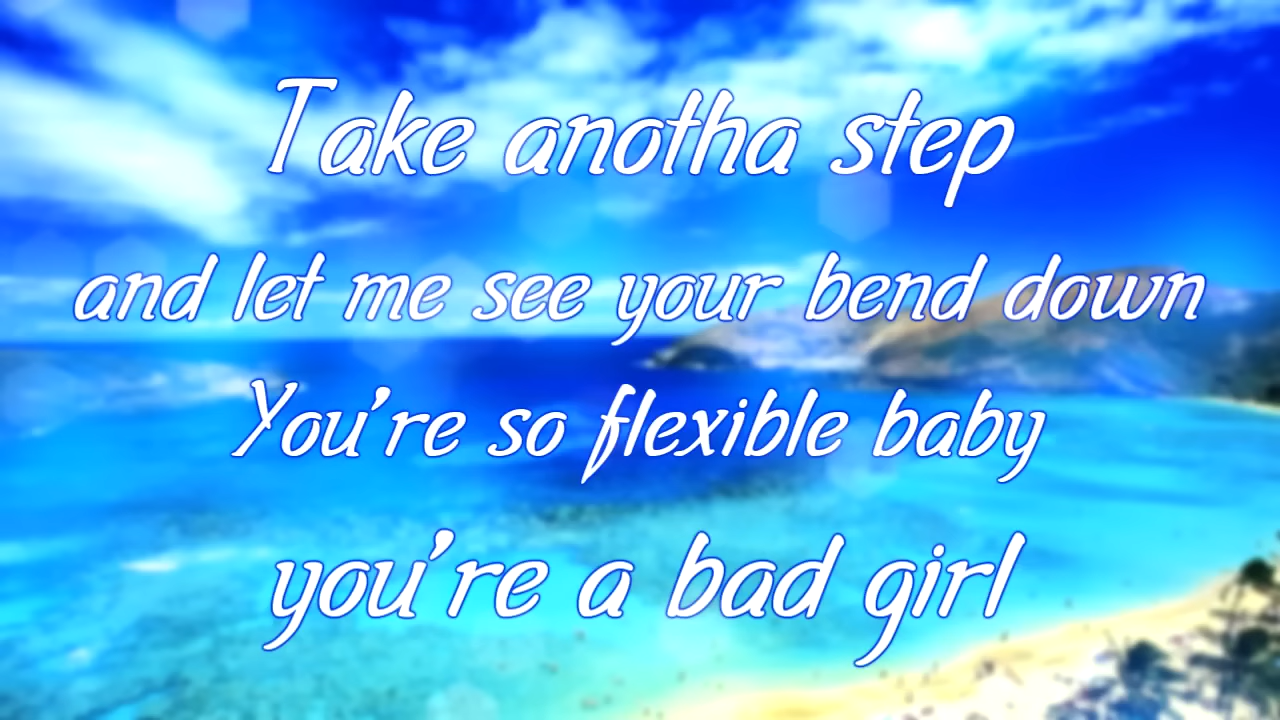 Take anotha step
and let me see your bend down
You're so flexible baby
you're a bad girl